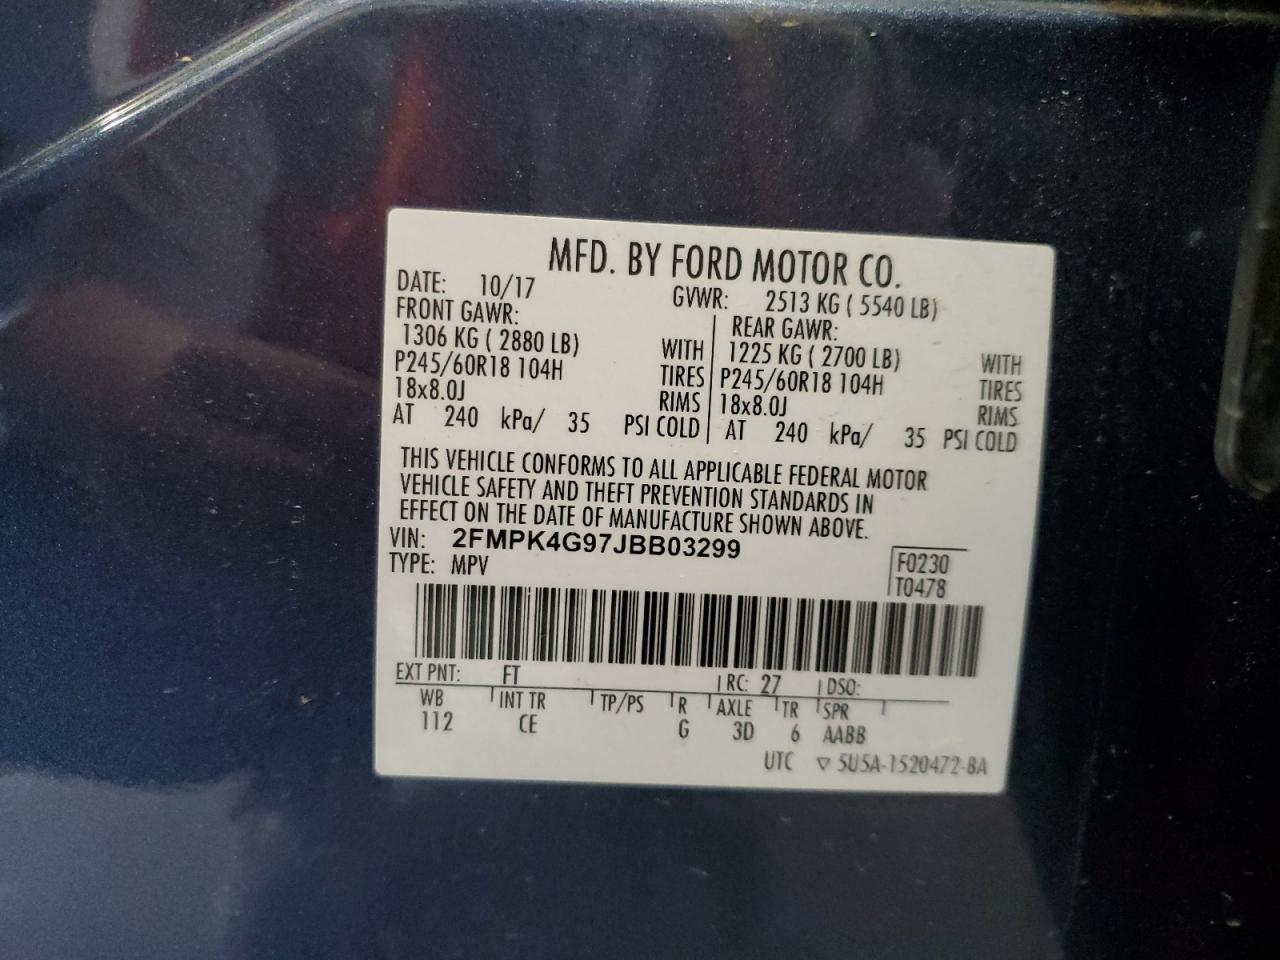 MFD. BY FORD MOTOR CO.
DATE: 10/17 GVWR: 2513 KG ( 5540 LB)
FRONT GAWR: REAR GAWR:
1306 KG ( 2880 LB) WITH 1225 KG ( 2700 LB) WITH
P245/60R18 104H TIRES P245/60R18 104H TIRES
18x8.0J RIMS 18x8.0J RIMS
AT 240 kPa/ 35 PSI COLD AT 240 kPa/ 35 PSI COLD
THIS VEHICLE CONFORMS TO ALL APPLICABLE FEDERAL MOTOR
VEHICLE SAFETY AND THEFT PREVENTION STANDARDS IN
EFFECT ON THE DATE OF MANUFACTURE SHOWN ABOVE.
VIN: 2FMPK4G97JBB03299
TYPE: MPV
F0230
T0478
EXT PNT: FT RC: 27 DSO:
WB INT TR TP/PS R AXLE TR SPR
112 CE G 3D 6 AABB
UTC ▽ 5U5A-1520472-BA